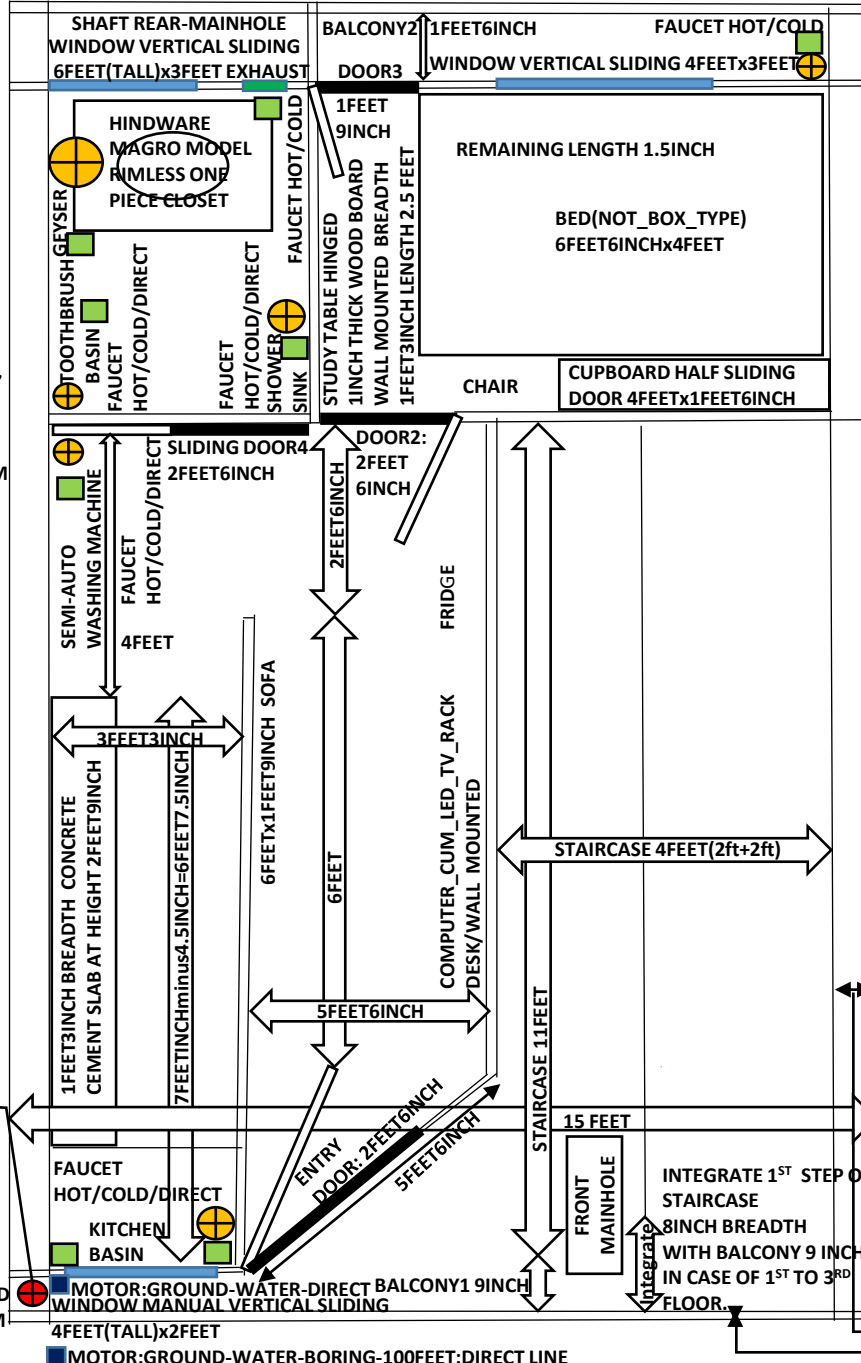 SHAFT REAR-MAINHOLE
WINDOW VERTICAL SLIDING
6FEET(TALL)x3FEET EXHAUST
BALCONY2
1FEET6INCH
FAUCET HOT/COLD
DOOR3
WINDOW VERTICAL SLIDING 4FEETx3FEET
1FEET
9INCH
HINDWARE
MAGRO MODEL
RIMLESS ONE
PIECE CLOSET
FAUCET HOT/COLD
GEYSER
REMAINING LENGTH 1.5INCH
BED(NOT_BOX_TYPE)
6FEET6INCHx4FEET
STUDY TABLE HINGED
1INCH THICK WOOD BOARD
WALL MOUNTED BREADTH
1FEET3INCH LENGTH 2.5 FEET
TOOTHBRUSH
BASIN
FAUCET
HOT/COLD/DIRECT
FAUCET
HOT/COLD/DIRECT
SHOWER
SINK
CHAIR
CUPBOARD HALF SLIDING
DOOR 4FEETx1FEET6INCH
SLIDING DOOR4
2FEET6INCH
DOOR2:
2FEET
6INCH
M
2FEET6INCH
SEMI-AUTO
WASHING MACHINE
FAUCET
HOT/COLD/DIRECT
4FEET
FRIDGE
3FEET3INCH
6FEETx1FEET9INCH SOFA
1FEET3INCH BREADTH CONCRETE
CEMENT SLAB AT HEIGHT 2FEET9INCH
7FEETINCHminus4.5INCH=6FEET7.5INCH
6FEET
COMPUTER_CUM_LED_TV_RACK
DESK/WALL MOUNTED
STAIRCASE 4FEET(2ft+2ft)
5FEET6INCH
STAIRCASE 11FEET
15 FEET
ENTRY
DOOR: 2FEET6INCH
5FEET6INCH
FAUCET
HOT/COLD/DIRECT
KITCHEN
BASIN
FRONT
MAINHOLE
Integrate
INTEGRATE 1ST STEP O
STAIRCASE
8INCH BREADTH
WITH BALCONY 9 INCH
IN CASE OF 1ST TO 3RD
FLOOR.
MOTOR:GROUND-WATER-DIRECT
BALCONY1 9INCH
D
M
WINDOW MANUAL VERTICAL SLIDING
4FEET(TALL)x2FEET
MOTOR:GROUND-WATER-BORING-100FEET:DIRECT LINE